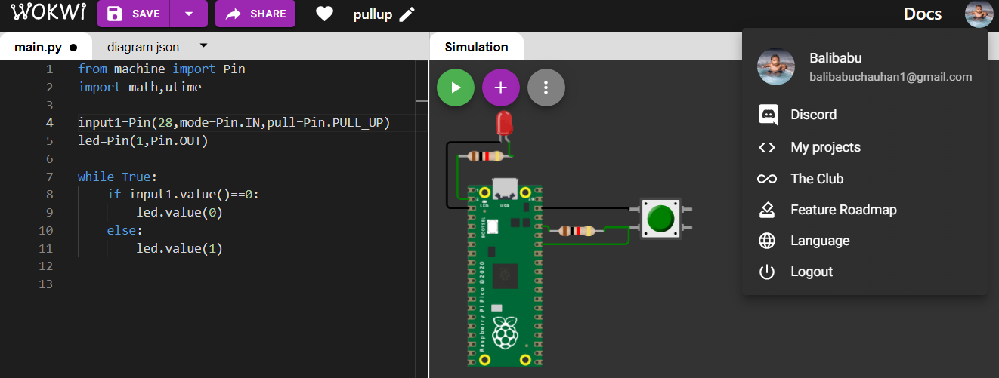 WOKWI SAVE SHARE pullup Docs
main.py diagram.json Simulation
1 from machine import Pin
2 import math,utime
3
4 input1=Pin(28,mode=Pin.IN,pull=Pin.PULL_UP)
5 led=Pin(1,Pin.OUT)
6
7 while True:
8 if input1.value()==0:
9 led.value(0)
10 else:
11 led.value(1)
12
13
LED USB
BOOTSEL
Raspberry Pi Pico ©2020
Balibabu
balibabuchauhan1@gmail.com
Discord
My projects
The Club
Feature Roadmap
Language
Logout